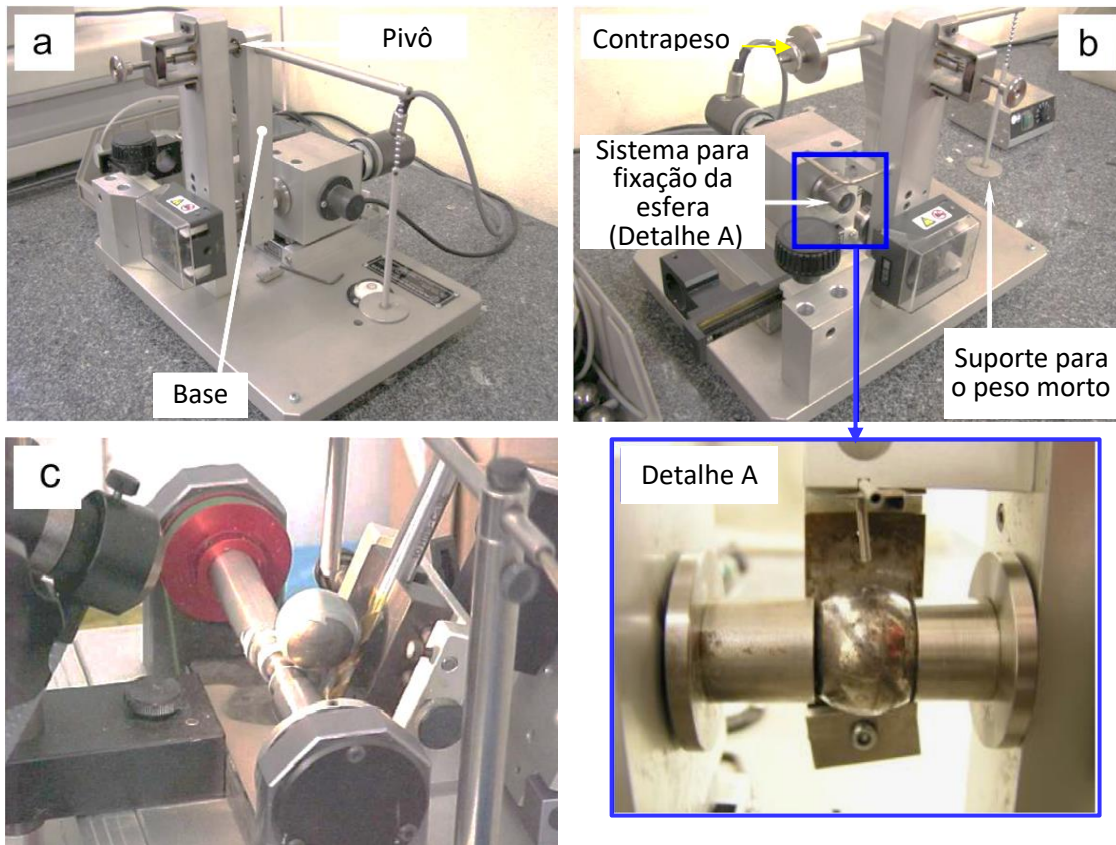 a
Pivô
Base
b
Contrapeso
Sistema para
fixação da
esfera
(Detalhe A)
Suporte para
o peso morto
c
Detalhe A